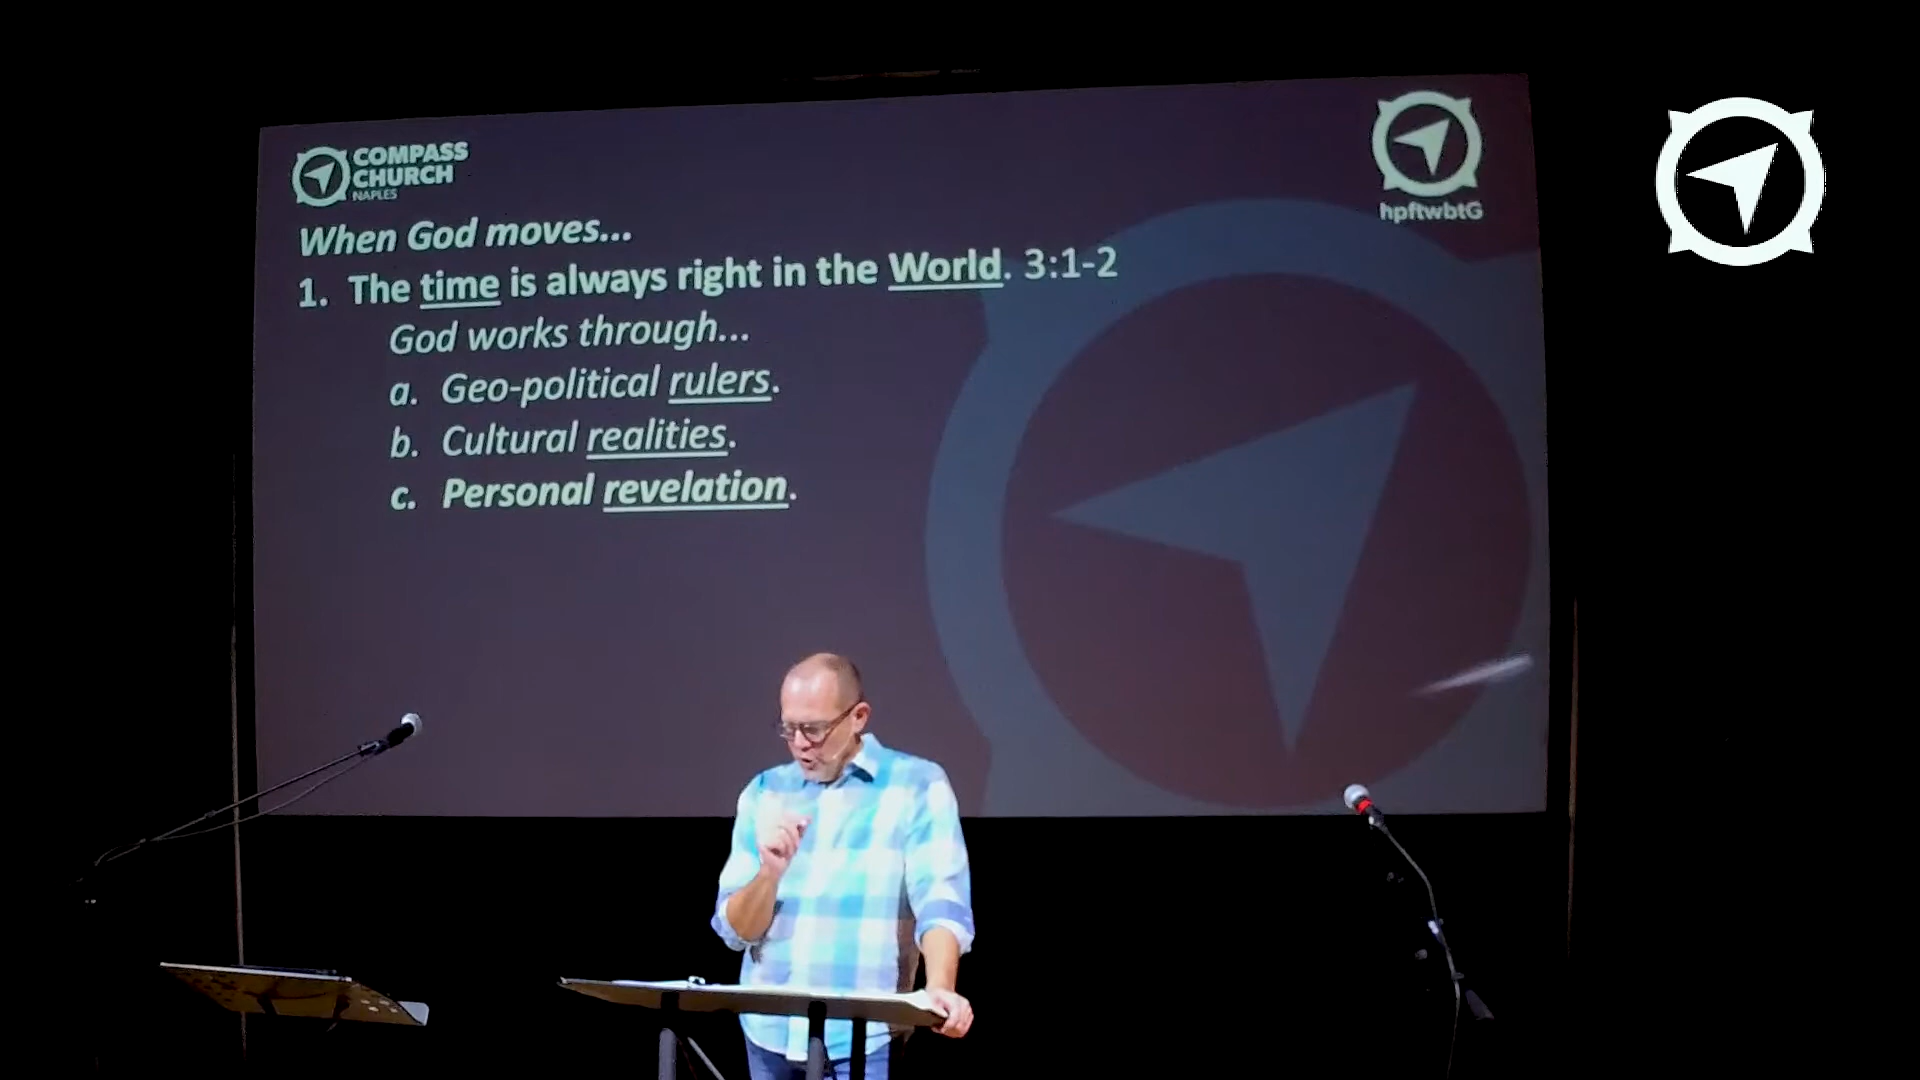 COMPASS
CHURCH
NAPLES
hpftwbtG
When God moves...
1. The time is always right in the World. 3:1-2
God works through...
a. Geo-political rulers.
b. Cultural realities.
c. Personal revelation.